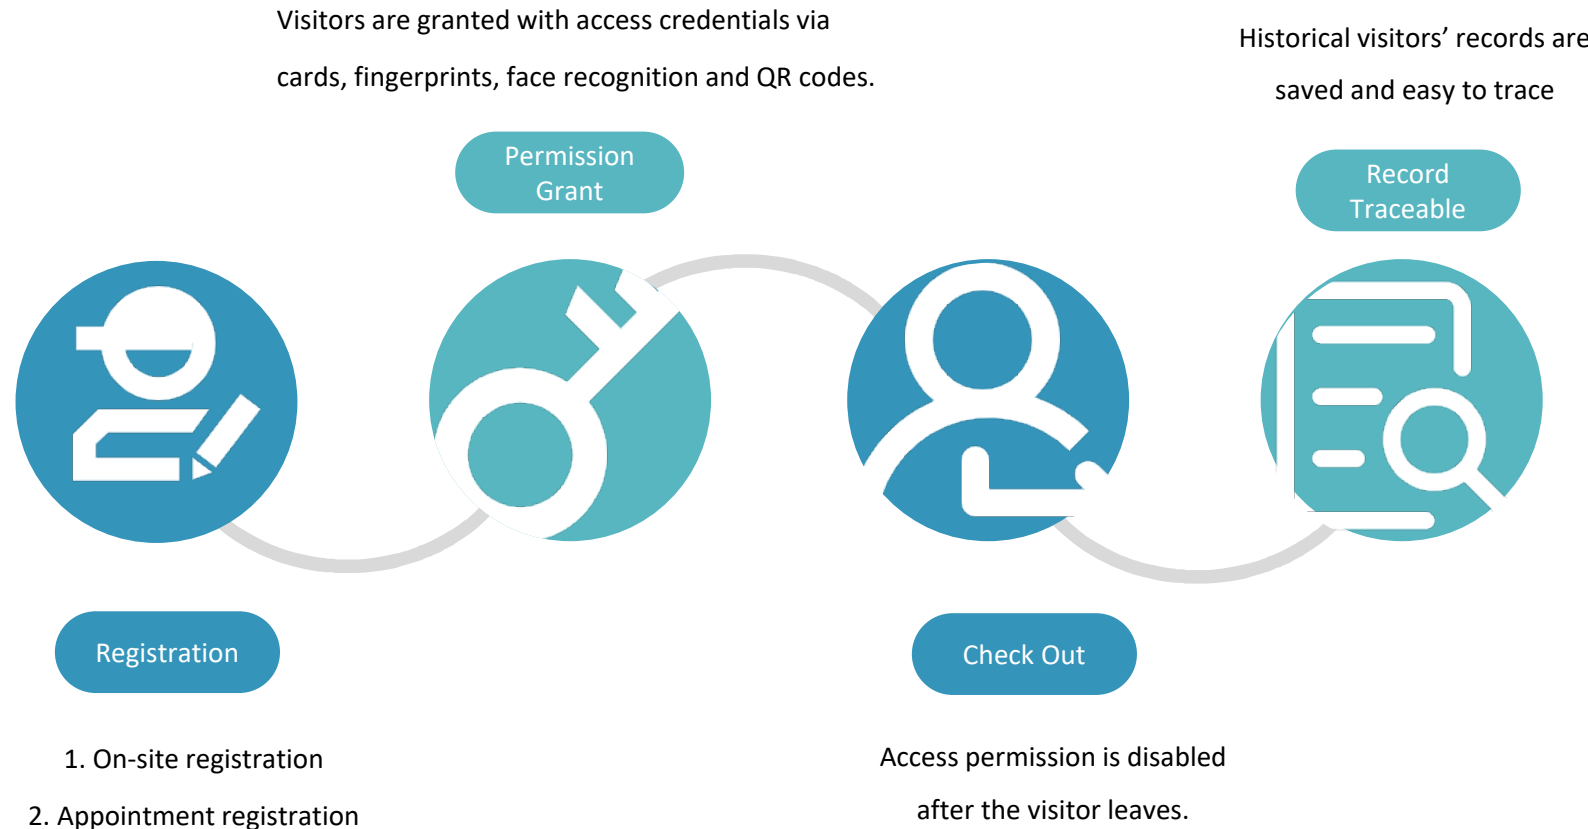 Visitors are granted with access credentials via
cards, fingerprints, face recognition and QR codes.
Historical visitors’ records are
saved and easy to trace
Permission
Grant
Record
Traceable
Registration
Check Out
1. On-site registration
2. Appointment registration
Access permission is disabled
after the visitor leaves.